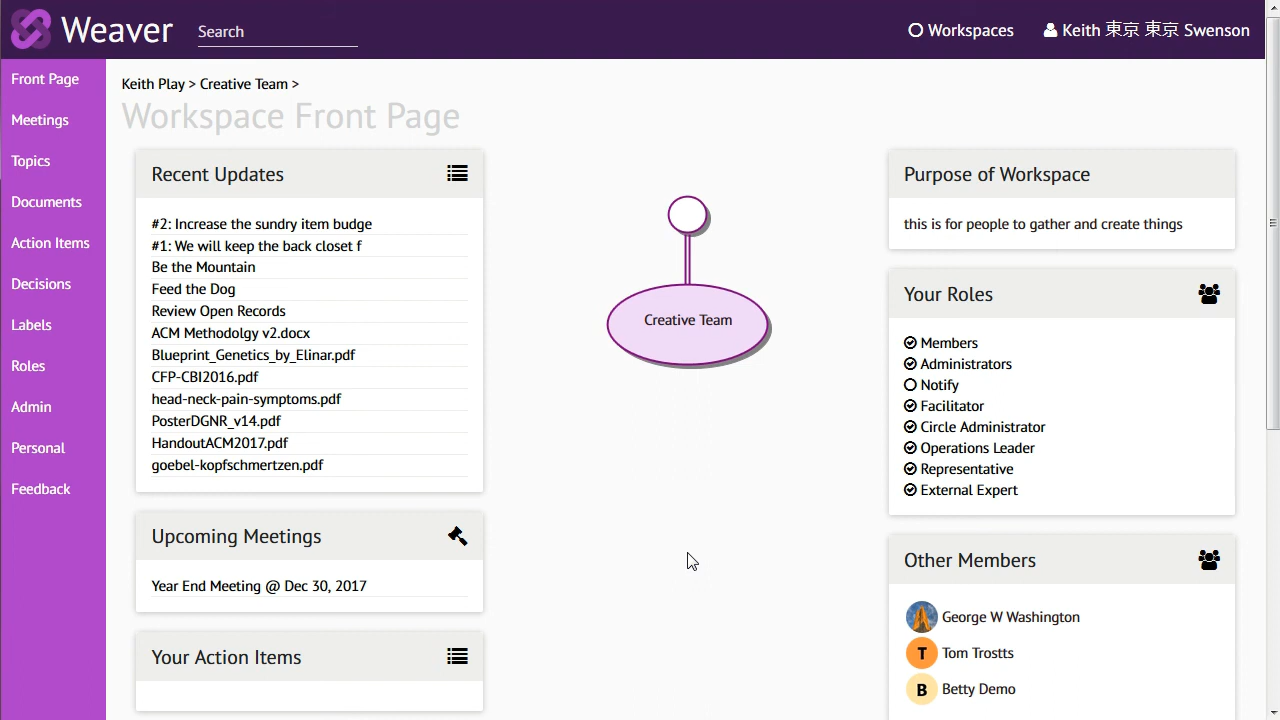 Weaver
Search
Workspaces
Keith 東京 東京 Swenson
Front Page
Meetings
Topics
Documents
Action Items
Decisions
Labels
Roles
Admin
Personal
Feedback
Keith Play > Creative Team >
Workspace Front Page
Recent Updates
#2: Increase the sundry item budge
#1: We will keep the back closet f
Be the Mountain
Feed the Dog
Review Open Records
ACM Methodolgy v2.docx
Blueprint_Genetics_by_Elinar.pdf
CFP-CBI2016.pdf
head-neck-pain-symptoms.pdf
PosterDGNR_v14.pdf
HandoutACM2017.pdf
goebel-kopfschmertzen.pdf
Upcoming Meetings
Year End Meeting @ Dec 30, 2017
Your Action Items
Creative Team
Purpose of Workspace
this is for people to gather and create things
Your Roles
Members
Administrators
Notify
Facilitator
Circle Administrator
Operations Leader
Representative
External Expert
Other Members
George W Washington
T Tom Trostts
B Betty Demo